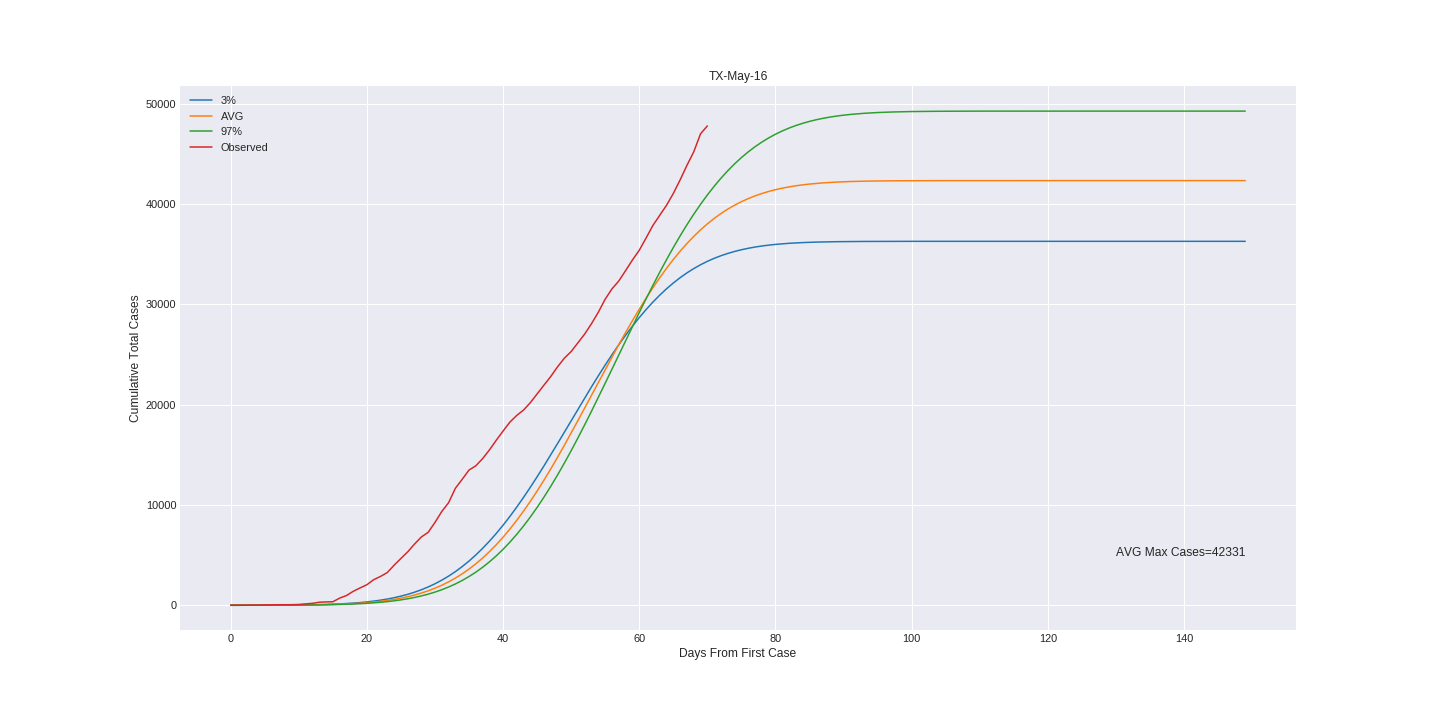 TX-May-16
3%
AVG
97%
Observed
50000
40000
30000
20000
10000
0
Cumulative Total Cases
AVG Max Cases=42331
0 20 40 60 80 100 120 140
Days From First Case